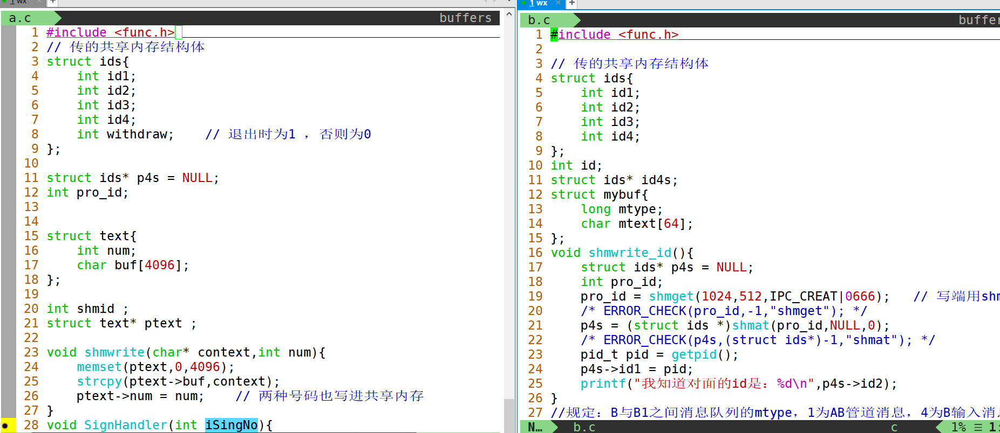 1 wx × +
a.c buffers
1 #include <func.h>
2 // 传的共享内存结构体
3 struct ids{
4 int id1;
5 int id2;
6 int id3;
7 int id4;
8 int withdraw; // 退出时为1 ，否则为0
9 };
10
11 struct ids* p4s = NULL;
12 int pro_id;
13
14
15 struct text{
16 int num;
17 char buf[4096];
18 };
19
20 int shmid ;
21 struct text* ptext ;
22
23 void shmwrite(char* context,int num){
24 memset(ptext,0,4096);
25 strcpy(ptext->buf,context);
26 ptext->num = num; // 两种号码也写进共享内存
27 }
28 void SignHandler(int iSingNo){
1 wx × +
b.c buffer
1 #include <func.h>
2
3 // 传的共享内存结构体
4 struct ids{
5 int id1;
6 int id2;
7 int id3;
8 int id4;
9 };
10 int id;
11 struct ids* id4s;
12 struct mybuf{
13 long mtype;
14 char mtext[64];
15 };
16 void shmwrite_id(){
17 struct ids* p4s = NULL;
18 int pro_id;
19 pro_id = shmget(1024,512,IPC_CREAT|0666); // 写端用shm
20 /* ERROR_CHECK(pro_id,-1,"shmget"); */
21 p4s = (struct ids *)shmat(pro_id,NULL,0);
22 /* ERROR_CHECK(p4s,(struct ids*)-1,"shmat"); */
23 pid_t pid = getpid();
24 p4s->id1 = pid;
25 printf("我知道对面的id是：%d\n",p4s->id2);
26 }
27 //规定：B与B1之间消息队列的mtype，1为AB管道消息，4为B输入消息
N… b.c c 1% ☰ 1: